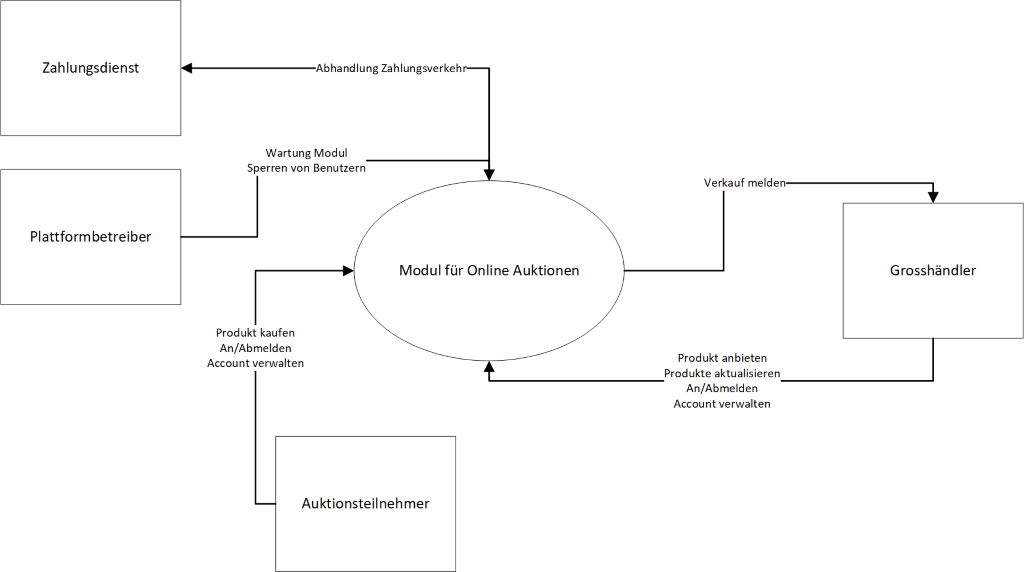 Zahlungsdienst
Abhandlung Zahlungsverkehr
Wartung Modul
Sperren von Benutzern
Plattformbetreiber
Verkauf melden
Modul für Online Auktionen
Grosshändler
Produkt kaufen
An/Abmelden
Account verwalten
Produkt anbieten
Produkte aktualisieren
An/Abmelden
Account verwalten
Auktionsteilnehmer